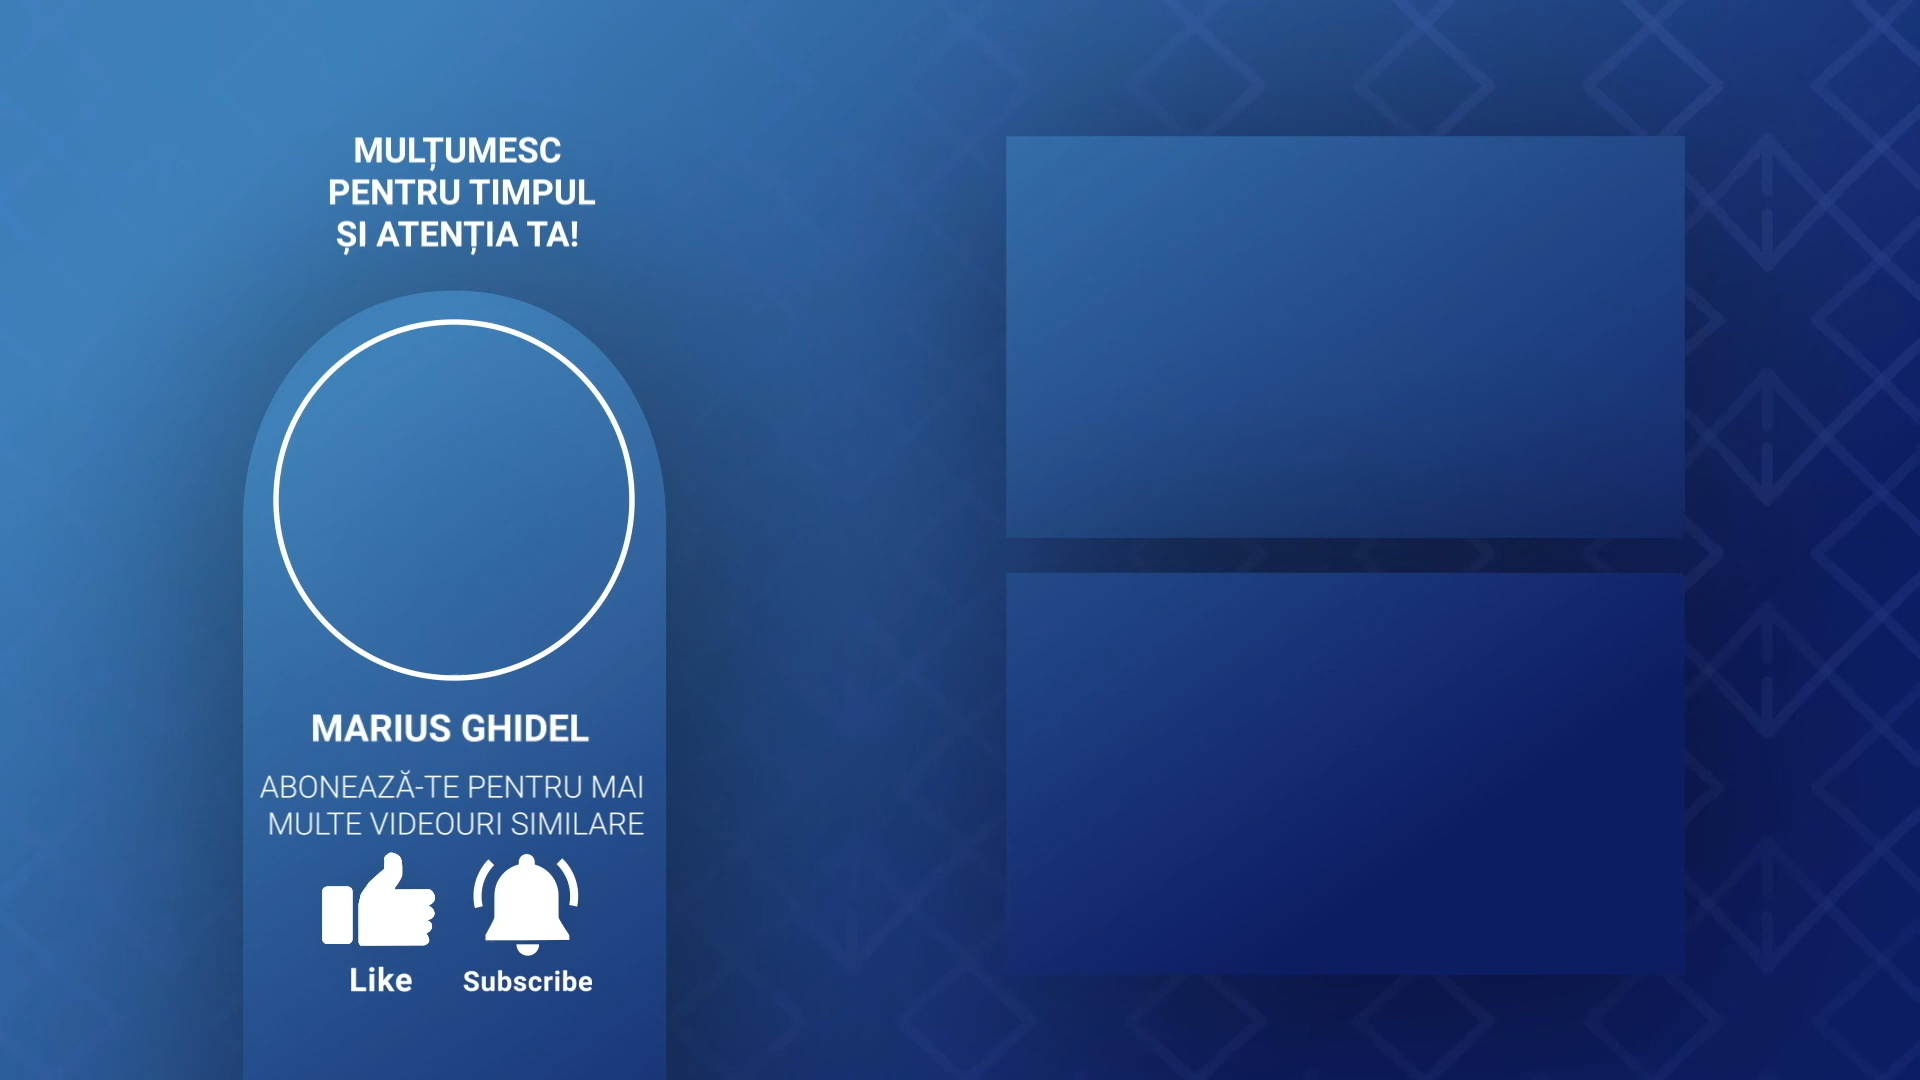 MULȚUMESC
PENTRU TIMPUL
ȘI ATENȚIA TA!
MARIUS GHIDEL
ABONEAZĂ-TE PENTRU MAI
MULTE VIDEOURI SIMILARE
Like
Subscribe